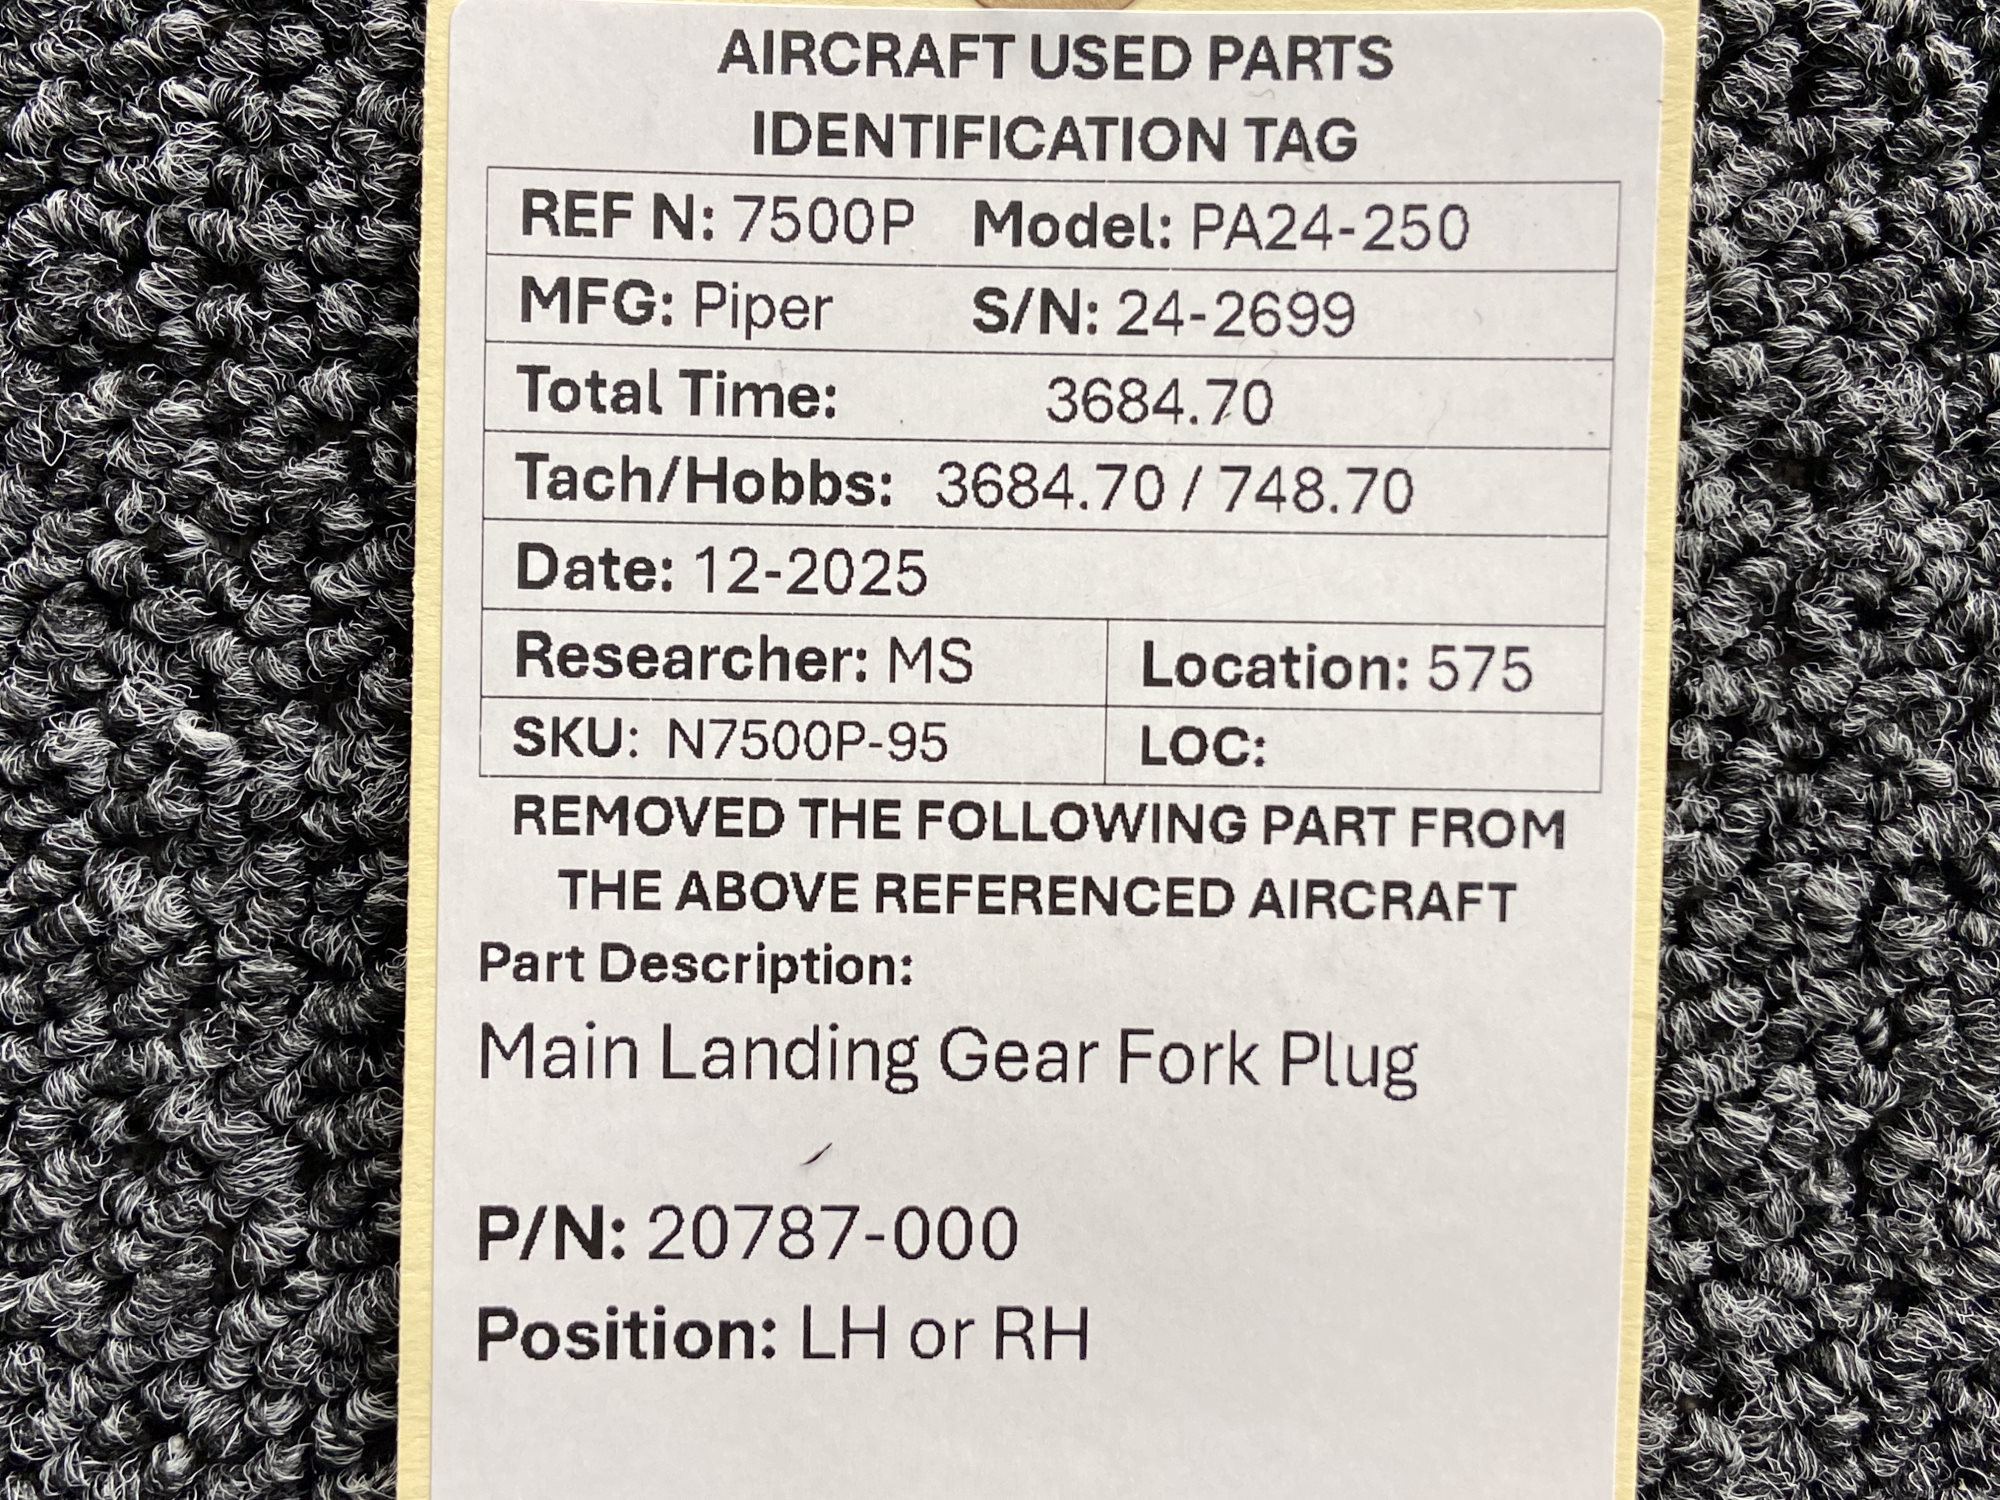 AIRCRAFT USED PARTS
IDENTIFICATION TAG
REF N: 7500P Model: PA24-250
MFG: Piper S/N: 24-2699
Total Time: 3684.70
Tach/Hobbs: 3684.70 / 748.70
Date: 12-2025
Researcher: MS Location: 575
SKU: N7500P-95 LOC:
REMOVED THE FOLLOWING PART FROM
THE ABOVE REFERENCED AIRCRAFT
Part Description:
Main Landing Gear Fork Plug
P/N: 20787-000
Position: LH or RH